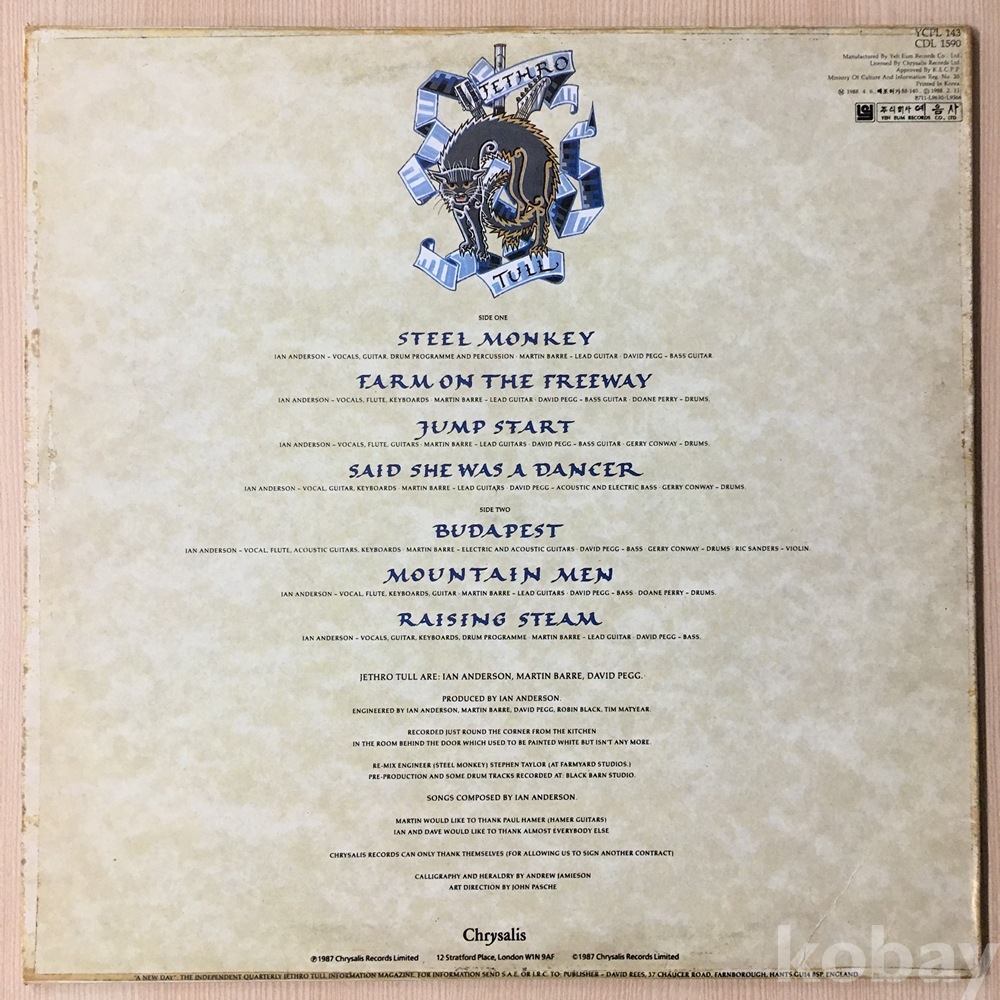 YCPL 143
CDL 1590
Manufactured By Yeh Eum Records Co., Ltd.
Licensed By Chrysalis Records Ltd.
Approved By K.E.C.P.P
Ministry Of Culture And Information Reg. No. 30
Printed In Korea
주식회사 예음사
YEH EUM RECORDS CO., LTD
JETHRO
TULL
SIDE ONE
STEEL MONKEY
IAN ANDERSON – VOCALS, GUITAR, DRUM PROGRAMME AND PERCUSSION · MARTIN BARRE – LEAD GUITAR · DAVID PEGG – BASS GUITAR
FARM ON THE FREEWAY
IAN ANDERSON – VOCALS, FLUTE, KEYBOARDS · MARTIN BARRE – LEAD GUITAR · DAVID PEGG – BASS GUITAR · DOANE PERRY – DRUMS.
JUMP START
IAN ANDERSON – VOCALS, FLUTE, GUITARS · MARTIN BARRE – LEAD GUITARS · DAVID PEGG – BASS GUITAR · GERRY CONWAY – DRUMS.
SAID SHE WAS A DANCER
IAN ANDERSON – VOCAL, GUITAR, KEYBOARDS · MARTIN BARRE – LEAD GUITARS · DAVID PEGG – ACOUSTIC AND ELECTRIC BASS · GERRY CONWAY – DRUMS.
SIDE TWO
BUDAPEST
IAN ANDERSON – VOCAL, FLUTE, ACOUSTIC GUITARS, KEYBOARDS · MARTIN BARRE – ELECTRIC AND ACOUSTIC GUITARS · DAVID PEGG – BASS · GERRY CONWAY – DRUMS · RIC SANDERS – VIOLIN.
MOUNTAIN MEN
IAN ANDERSON – VOCAL, FLUTE, KEYBOARDS, GUITAR · MARTIN BARRE – LEAD GUITARS · DAVID PEGG – BASS · DOANE PERRY – DRUMS.
RAISING STEAM
IAN ANDERSON – VOCALS, GUITAR, KEYBOARDS, DRUM PROGRAMME · MARTIN BARRE – LEAD GUITAR · DAVID PEGG – BASS.
JETHRO TULL ARE: IAN ANDERSON, MARTIN BARRE, DAVID PEGG.
PRODUCED BY IAN ANDERSON.
ENGINEERED BY IAN ANDERSON, MARTIN BARRE, DAVID PEGG, ROBIN BLACK, TIM MATYEAR.
RECORDED JUST ROUND THE CORNER FROM THE KITCHEN
IN THE ROOM BEHIND THE DOOR WHICH USED TO BE PAINTED WHITE BUT ISN'T ANY MORE.
RE-MIX ENGINEER (STEEL MONKEY) STEPHEN TAYLOR (AT FARMYARD STUDIOS.)
PRE-PRODUCTION AND SOME DRUM TRACKS RECORDED AT: BLACK BARN STUDIO.
SONGS COMPOSED BY IAN ANDERSON.
MARTIN WOULD LIKE TO THANK PAUL HAMER (HAMER GUITARS)
IAN AND DAVE WOULD LIKE TO THANK ALMOST EVERYBODY ELSE
CHRYSALIS RECORDS CAN ONLY THANK THEMSELVES (FOR ALLOWING US TO SIGN ANOTHER CONTRACT)
CALLIGRAPHY AND HERALDRY BY ANDREW JAMIESON
ART DIRECTION BY JOHN PASCHE
Chrysalis
℗1987 Chrysalis Records Limited 12 Stratford Place, London W1N 9AF ©1987 Chrysalis Records Limited
"A NEW DAY". THE INDEPENDENT QUARTERLY JETHRO TULL INFORMATION MAGAZINE. FOR INFORMATION SEND S.A.E. OR I.R.C. TO: PUBLISHER – DAVID REES, 37 CHAUCER ROAD, FARNBOROUGH, HANTS GU14 8SP, ENGLAND
kobay